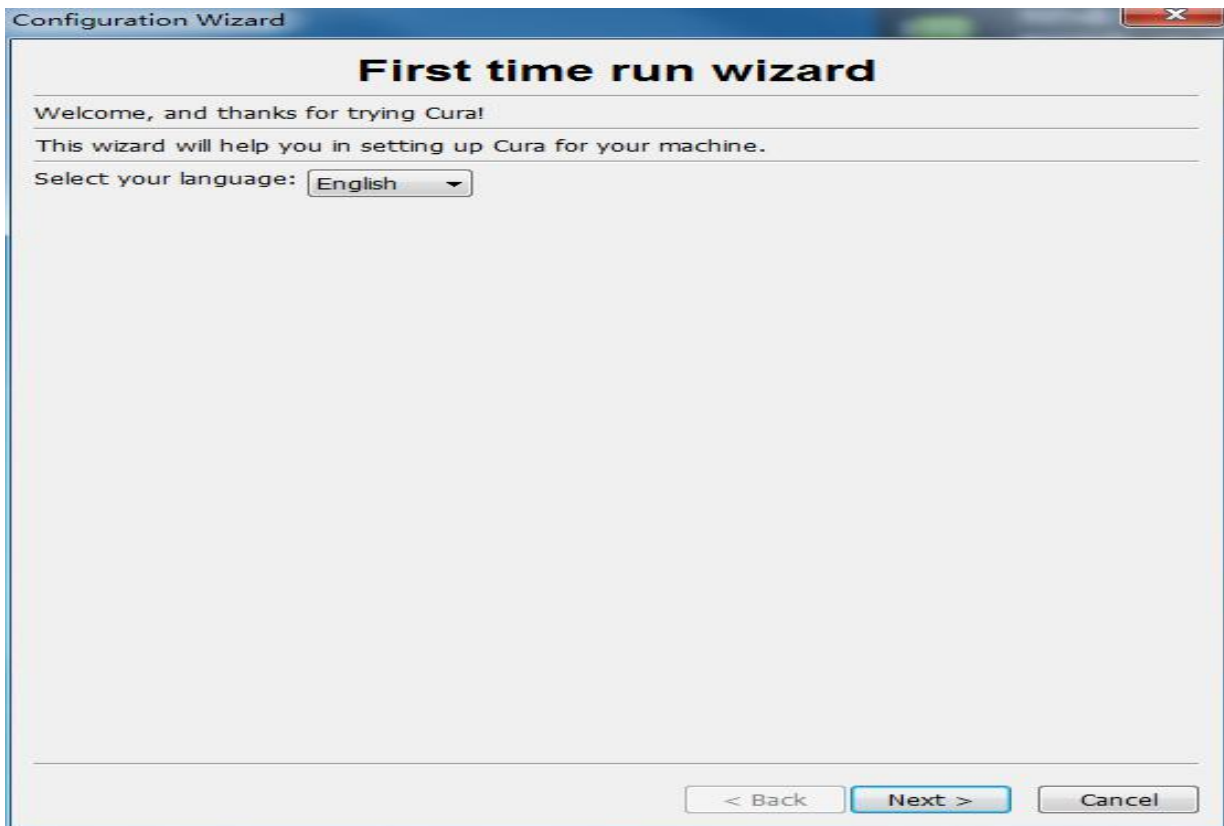 Configuration Wizard
First time run wizard
Welcome, and thanks for trying Cura!
This wizard will help you in setting up Cura for your machine.
Select your language: English
< Back Next > Cancel